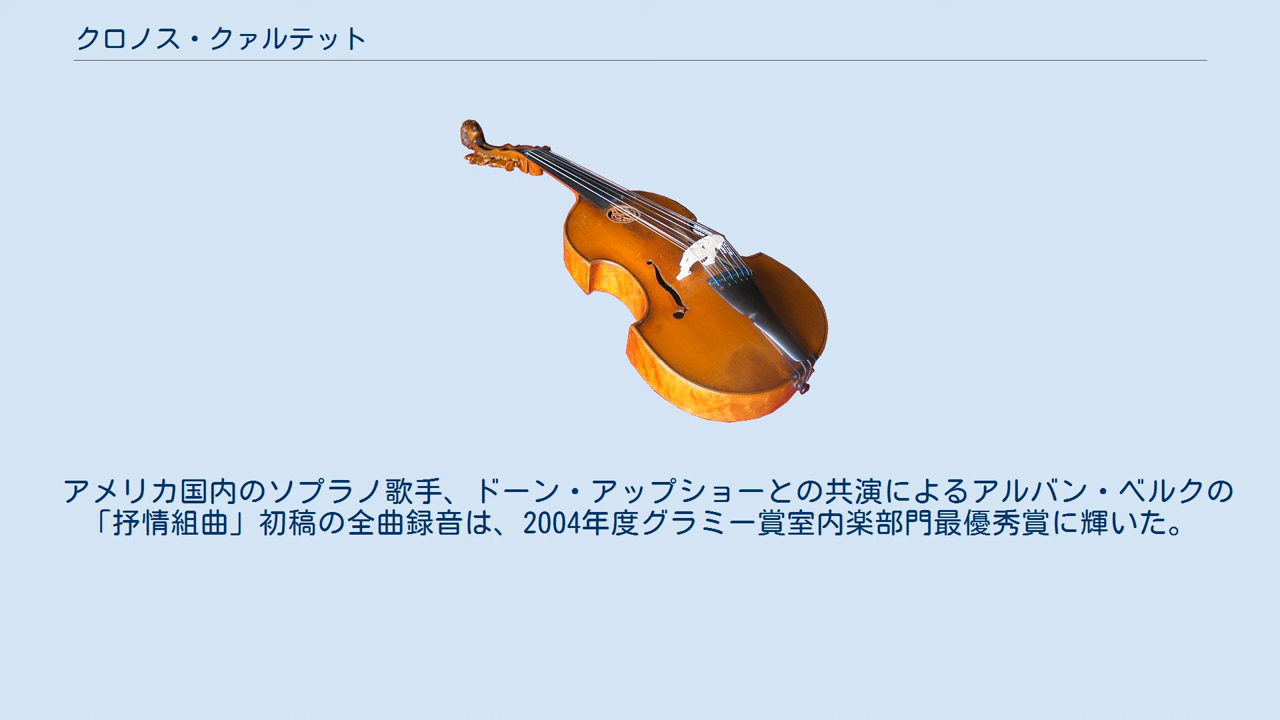 クロノス・クァルテット
アメリカ国内のソプラノ歌手、ドーン・アップショーとの共演によるアルバン・ベルクの
「抒情組曲」初稿の全曲録音は、2004年度グラミー賞室内楽部門最優秀賞に輝いた。